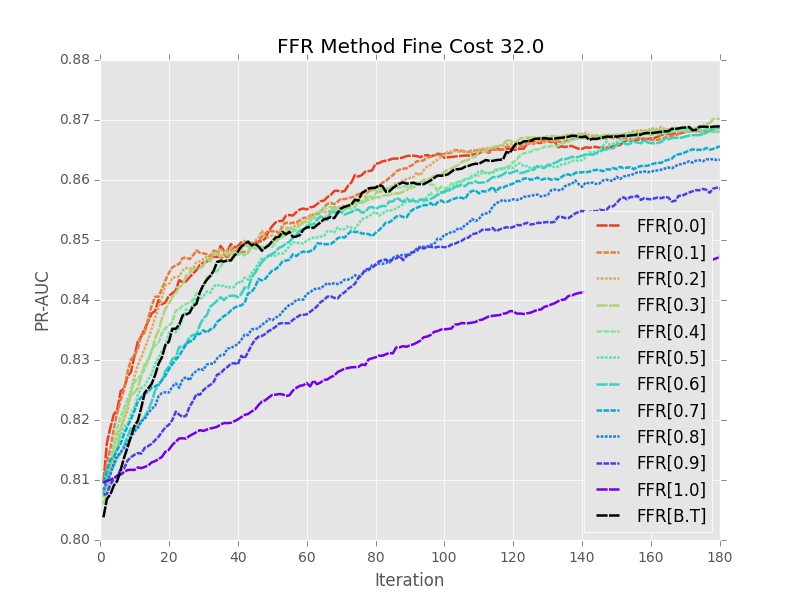 FFR Method Fine Cost 32.0
0.88
0.87
0.86
0.85
0.84
0.83
0.82
0.81
0.80
PR-AUC
0
20
40
60
80
100
120
140
160
180
Iteration
FFR[0.0]
FFR[0.1]
FFR[0.2]
FFR[0.3]
FFR[0.4]
FFR[0.5]
FFR[0.6]
FFR[0.7]
FFR[0.8]
FFR[0.9]
FFR[1.0]
FFR[B.T]